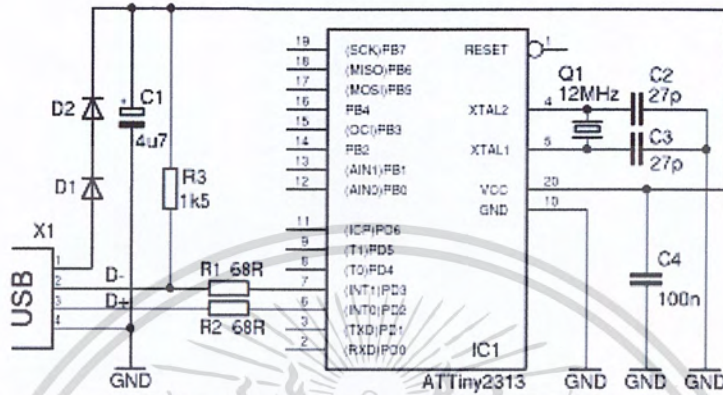 19 (SCK)PB7 RESET 1
18 (MISO)PB6
17 (MOSI)PB5
16 PB4 XTAL2 4
15 (OCI)PB3 XTAL1 5
14 PB2
13 (AIN1)PB1 VCC 20
12 (AIN0)PB0 GND 10
11 (ICP)PD6
9 (T1)PD5
8 (T0)PD4
7 (INT1)PD3
6 (INT0)PD2
3 (TXD)PD1
2 (RXD)PD0
IC1
ATTiny2313
Q1
12MHz
C2
27p
C3
27p
C4
100n
D2
D1
C1
+
4u7
R3
1k5
X1
USB
1
2
3
4
D-
D+
R1 68R
R2 68R
GND
GND
GND
GND